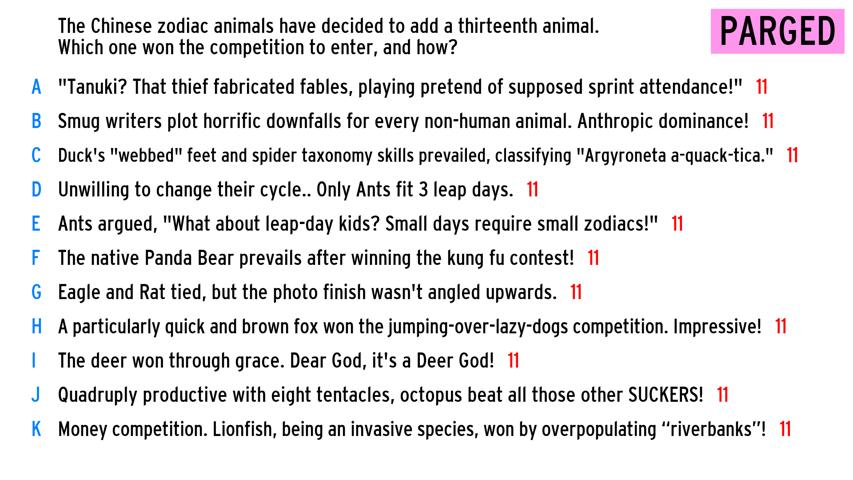 The Chinese zodiac animals have decided to add a thirteenth animal.
Which one won the competition to enter, and how?
PARGED
A "Tanuki? That thief fabricated fables, playing pretend of supposed sprint attendance!" 11
B Smug writers plot horrific downfalls for every non-human animal. Anthropic dominance! 11
C Duck's "webbed" feet and spider taxonomy skills prevailed, classifying "Argyroneta a-quack-tica." 11
D Unwilling to change their cycle.. Only Ants fit 3 leap days. 11
E Ants argued, "What about leap-day kids? Small days require small zodiacs!" 11
F The native Panda Bear prevails after winning the kung fu contest! 11
G Eagle and Rat tied, but the photo finish wasn't angled upwards. 11
H A particularly quick and brown fox won the jumping-over-lazy-dogs competition. Impressive! 11
I The deer won through grace. Dear God, it's a Deer God! 11
J Quadruply productive with eight tentacles, octopus beat all those other SUCKERS! 11
K Money competition. Lionfish, being an invasive species, won by overpopulating “riverbanks”! 11